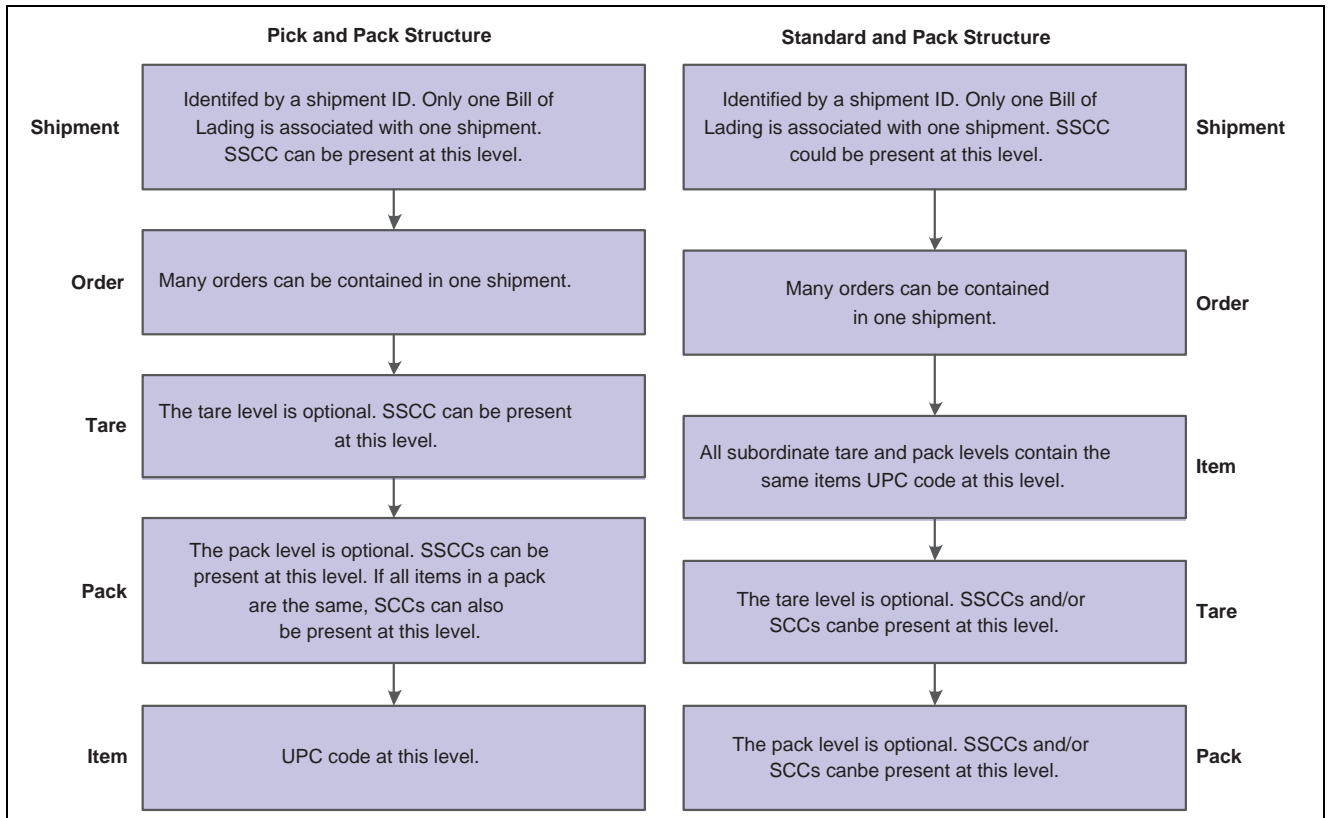 Pick and Pack Structure
Shipment
Identifed by a shipment ID. Only one Bill of
Lading is associated with one shipment.
SSCC can be present at this level.
Order
Many orders can be contained in one shipment.
Tare
The tare level is optional. SSCC can be present
at this level.
Pack
The pack level is optional. SSCCs can be
present at this level. If all items in a pack
are the same, SCCs can also
be present at this level.
Item
UPC code at this level.
Standard and Pack Structure
Identified by a shipment ID. Only one Bill of
Lading is associated with one shipment. SSCC
could be present at this level.
Shipment
Many orders can be contained
in one shipment.
Order
All subordinate tare and pack levels contain the
same items UPC code at this level.
Item
The tare level is optional. SSCCs and/or
SCCs canbe present at this level.
Tare
The pack level is optional. SSCCs and/or
SCCs canbe present at this level.
Pack